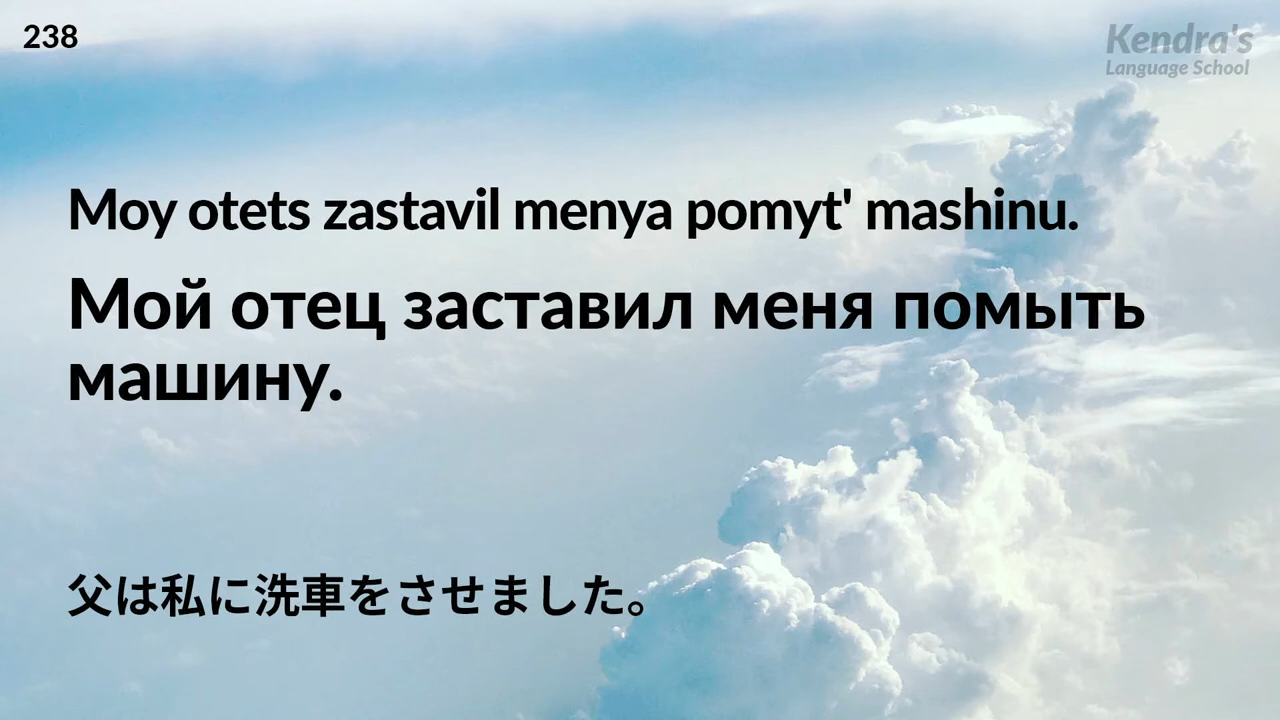 238
Kendra's
Language School
Moy otets zastavil menya pomyt' mashinu.
Мой отец заставил меня помыть
машину.
父は私に洗車をさせました。